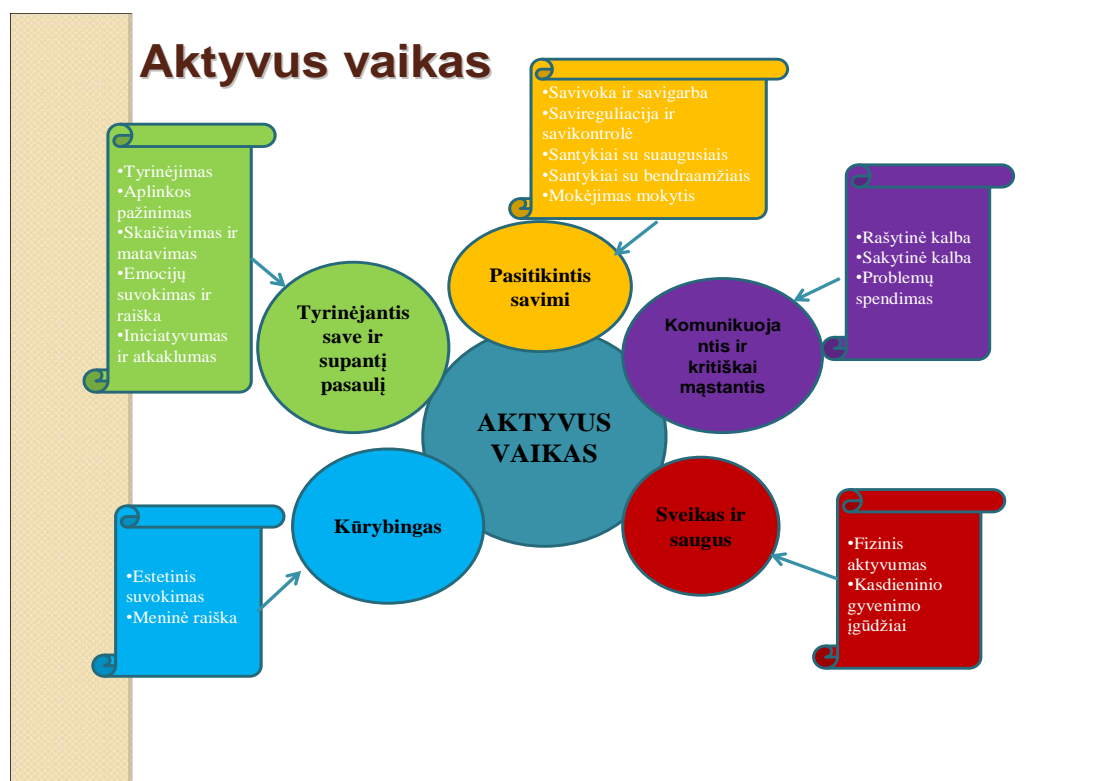 Aktyvus vaikas
•Savivoka ir savigarba
•Savireguliacija ir
savikontrolė
•Santykiai su suaugusiais
•Santykiai su bendraamžiais
•Mokėjimas mokytis
•Tyrinėjimas
•Aplinkos
pažinimas
•Skaičiavimas ir
matavimas
•Emocijų
suvokimas ir
raiška
•Iniciatyvumas
ir atkaklumas
•Rašytinė kalba
•Sakytinė kalba
•Problemų
spendimas
Pasitikintis
savimi
Tyrinėjantis
save ir
supantį
pasaulį
Komunikuoja
ntis ir
kritiškai
mąstantis
AKTYVUS
VAIKAS
Kūrybingas
Sveikas ir
saugus
•Estetinis
suvokimas
•Meninė raiška
•Fizinis
aktyvumas
•Kasdieninio
gyvenimo
įgūdžiai